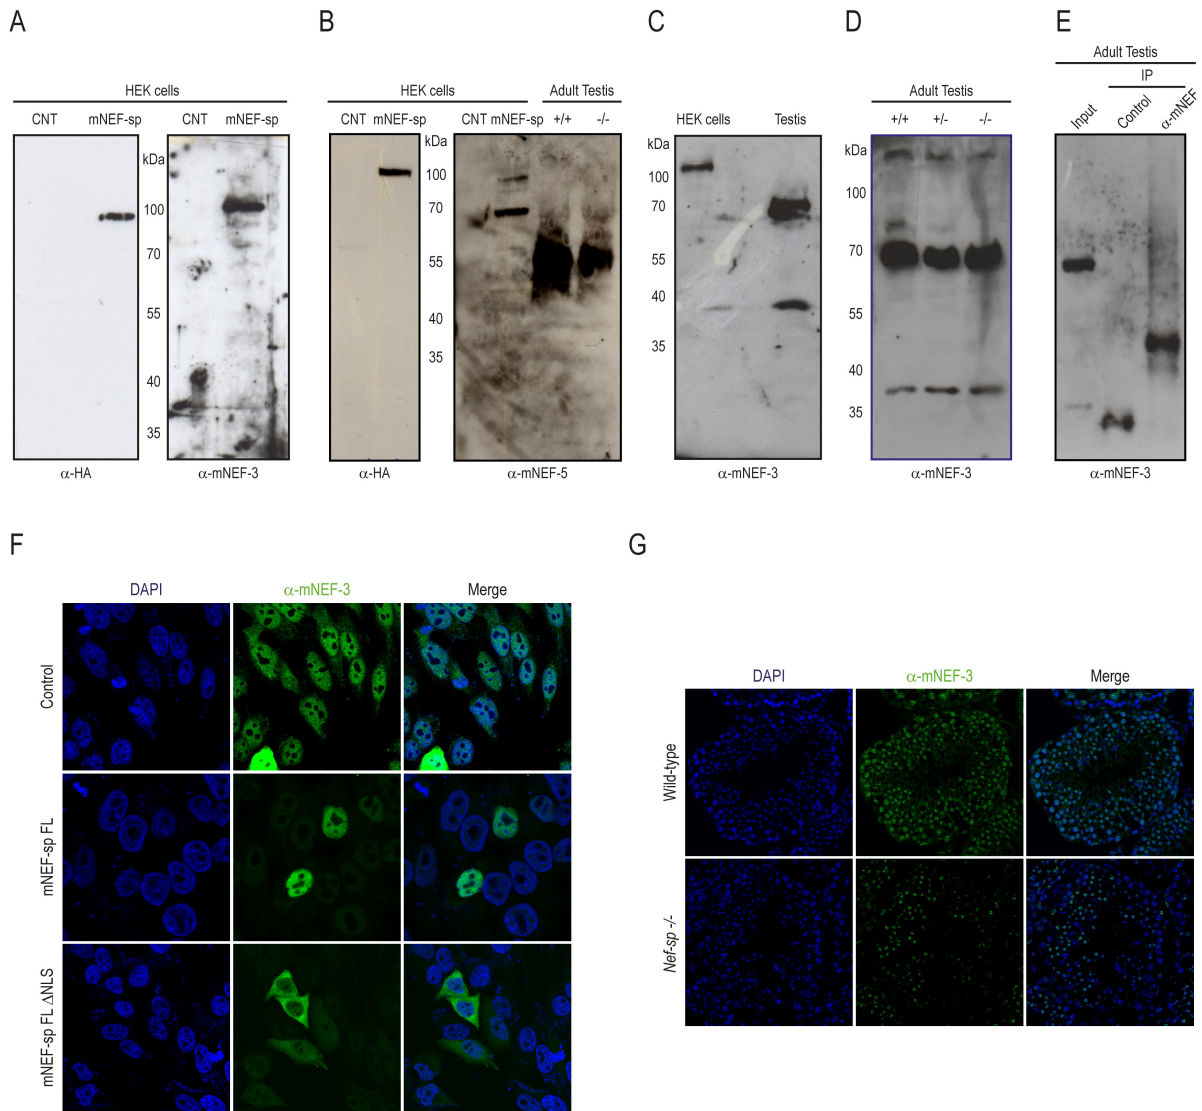 A
B
C
D
E
HEK cells
CNT
mNEF-sp
CNT
mNEF-sp
kDa
100
70
55
40
35
α-HA
α-mNEF-3
HEK cells
Adult Testis
CNT
mNEF-sp
CNT
mNEF-sp
+/+
-/-
kDa
100
70
55
40
35
α-HA
α-mNEF-5
HEK cells
Testis
kDa
100
70
55
40
35
α-mNEF-3
Adult Testis
+/+
+/-
-/-
kDa
100
70
55
40
35
α-mNEF-3
Adult Testis
IP
Input
Control
α-mNEF
α-mNEF-3
F
DAPI
α-mNEF-3
Merge
Control
mNEF-sp FL
mNEF-sp FL ΔNLS
G
DAPI
α-mNEF-3
Merge
Wild-type
Nef-sp -/-